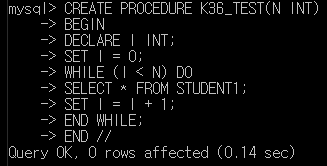 mysql> CREATE PROCEDURE K36_TEST(N INT)
-> BEGIN
-> DECLARE I INT;
-> SET I = 0;
-> WHILE (I < N) DO
-> SELECT * FROM STUDENT1;
-> SET I = I + 1;
-> END WHILE;
-> END //
Query OK, 0 rows affected (0.14 sec)